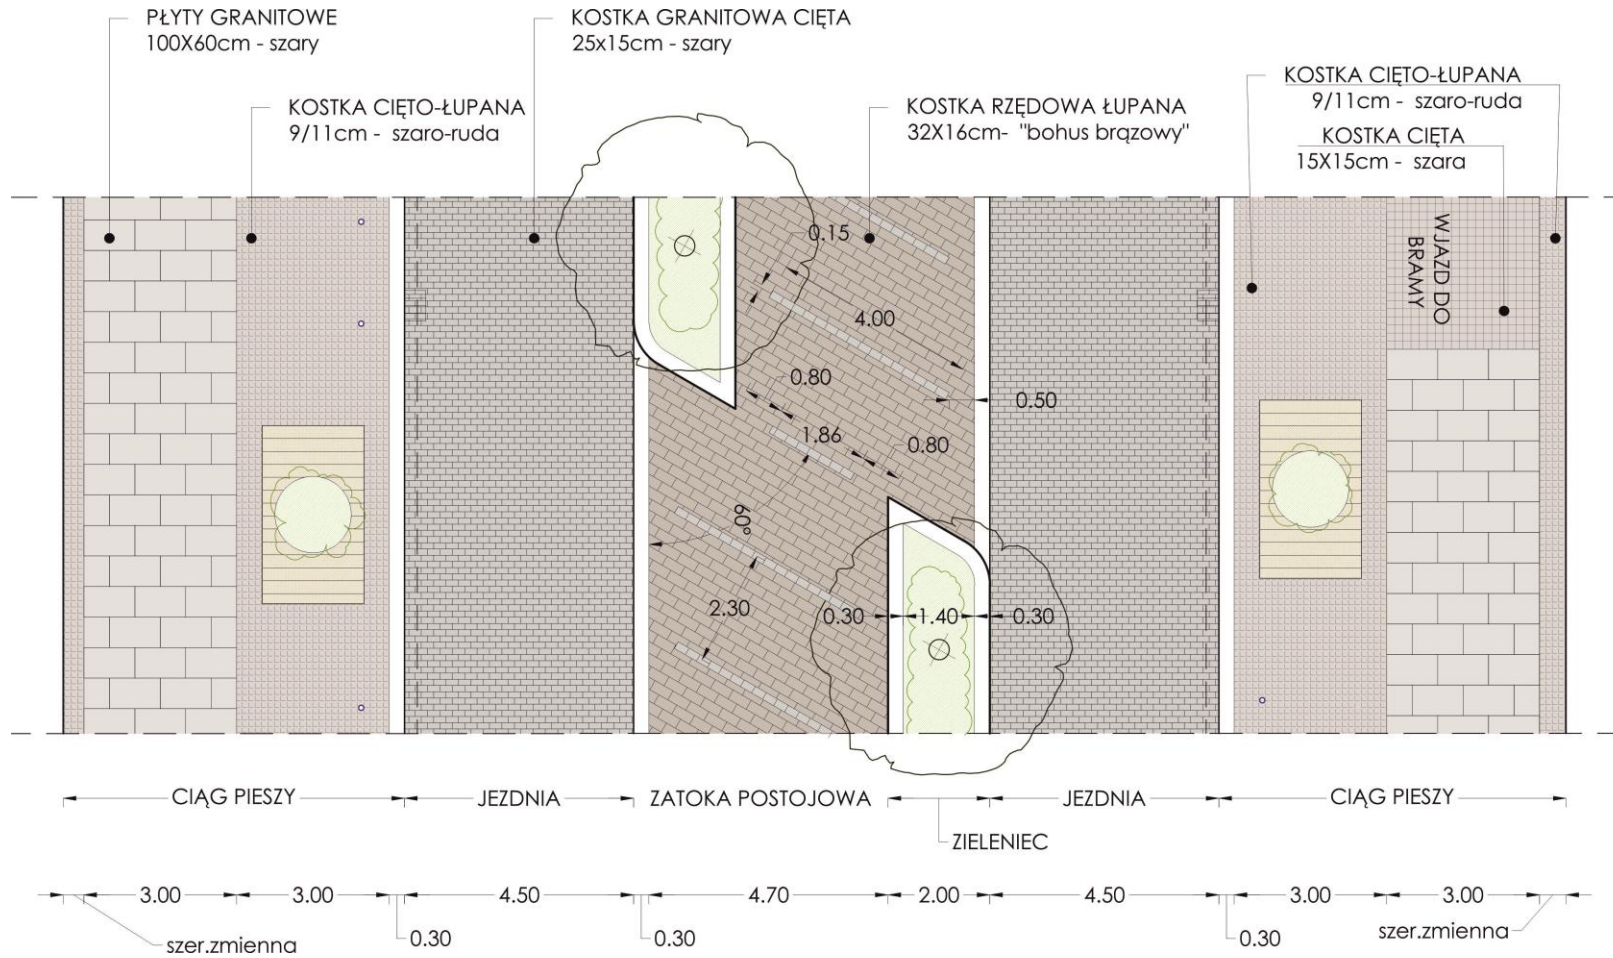 PŁYTY GRANITOWE
100X60cm - szary
KOSTKA GRANITOWA CIĘTA
25x15cm - szary
KOSTKA CIĘTO-ŁUPANA
9/11cm - szaro-ruda
KOSTKA RZĘDOWA ŁUPANA
32X16cm- "bohus brązowy"
KOSTKA CIĘTO-ŁUPANA
9/11cm - szaro-ruda
KOSTKA CIĘTA
15X15cm - szara
WJAZD DO
BRAMY
0.15
4.00
0.80
0.50
1.86
0.80
60°
2.30
0.30
1.40
0.30
CIĄG PIESZY
JEZDNIA
ZATOKA POSTOJOWA
JEZDNIA
CIĄG PIESZY
ZIELENIEC
3.00
3.00
4.50
4.70
2.00
4.50
3.00
3.00
szer.zmienna
0.30
0.30
0.30
szer.zmienna